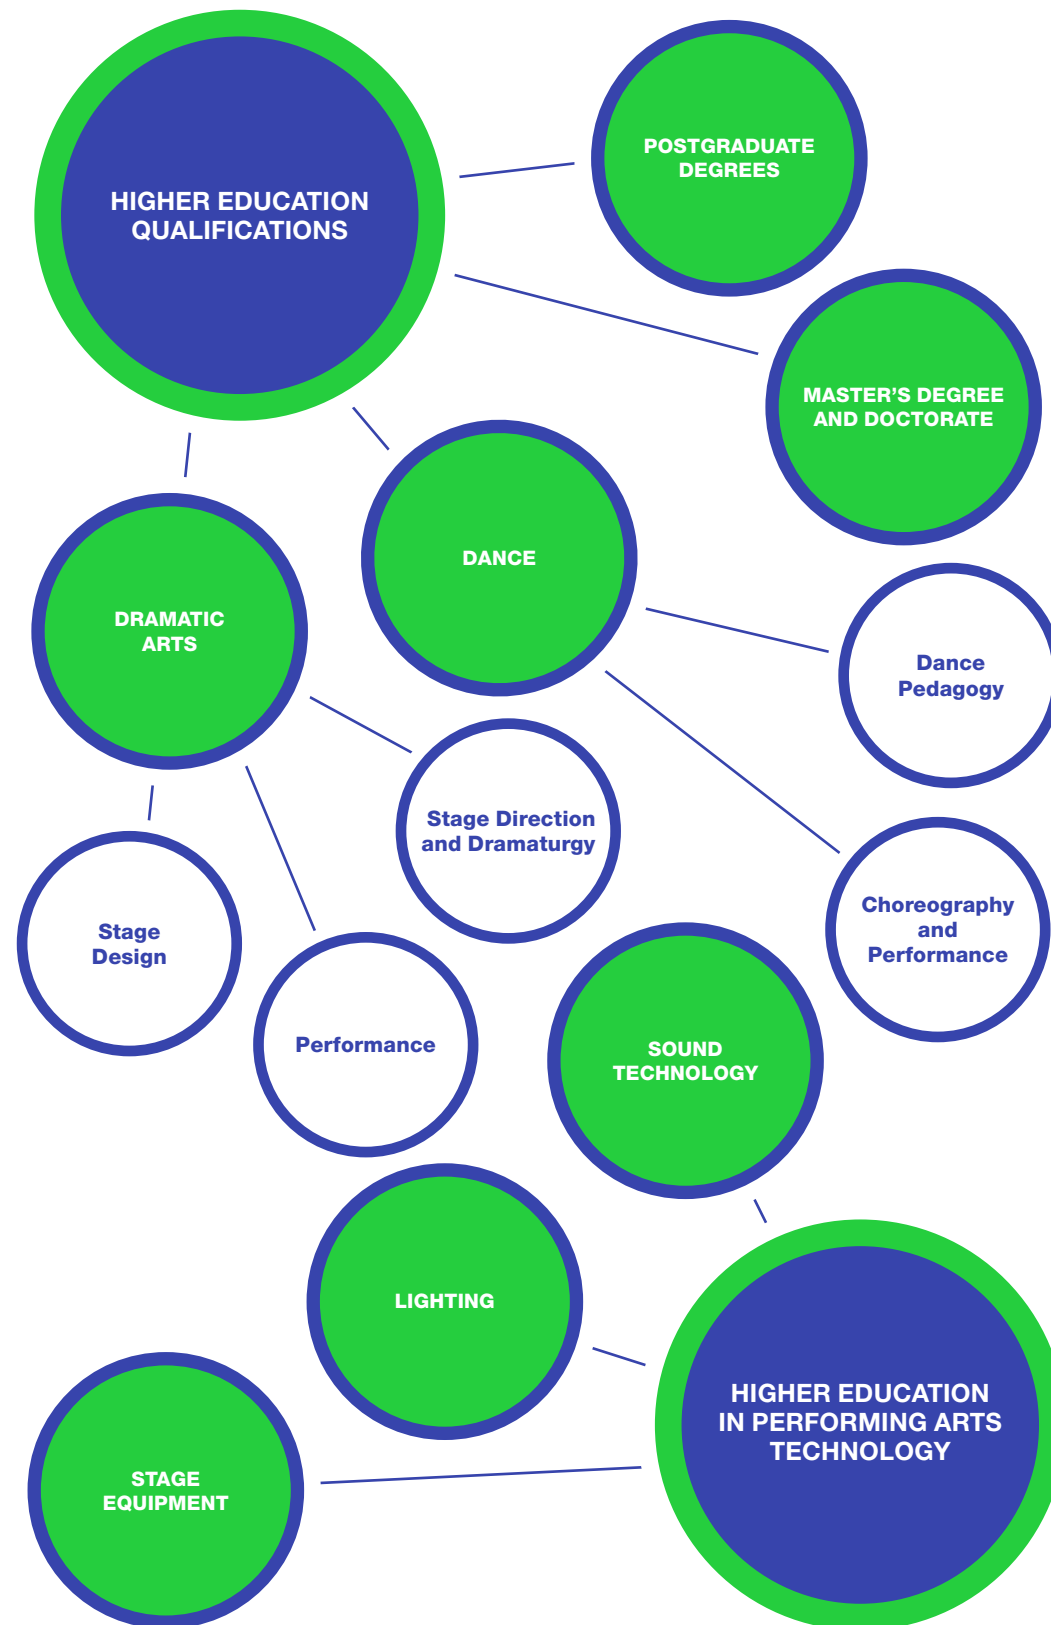 HIGHER EDUCATION
QUALIFICATIONS
POSTGRADUATE
DEGREES
MASTER'S DEGREE
AND DOCTORATE
DANCE
DRAMATIC
ARTS
Dance
Pedagogy
Stage Direction
and Dramaturgy
Choreography
and
Performance
Stage
Design
Performance
SOUND
TECHNOLOGY
LIGHTING
HIGHER EDUCATION
IN PERFORMING ARTS
TECHNOLOGY
STAGE
EQUIPMENT